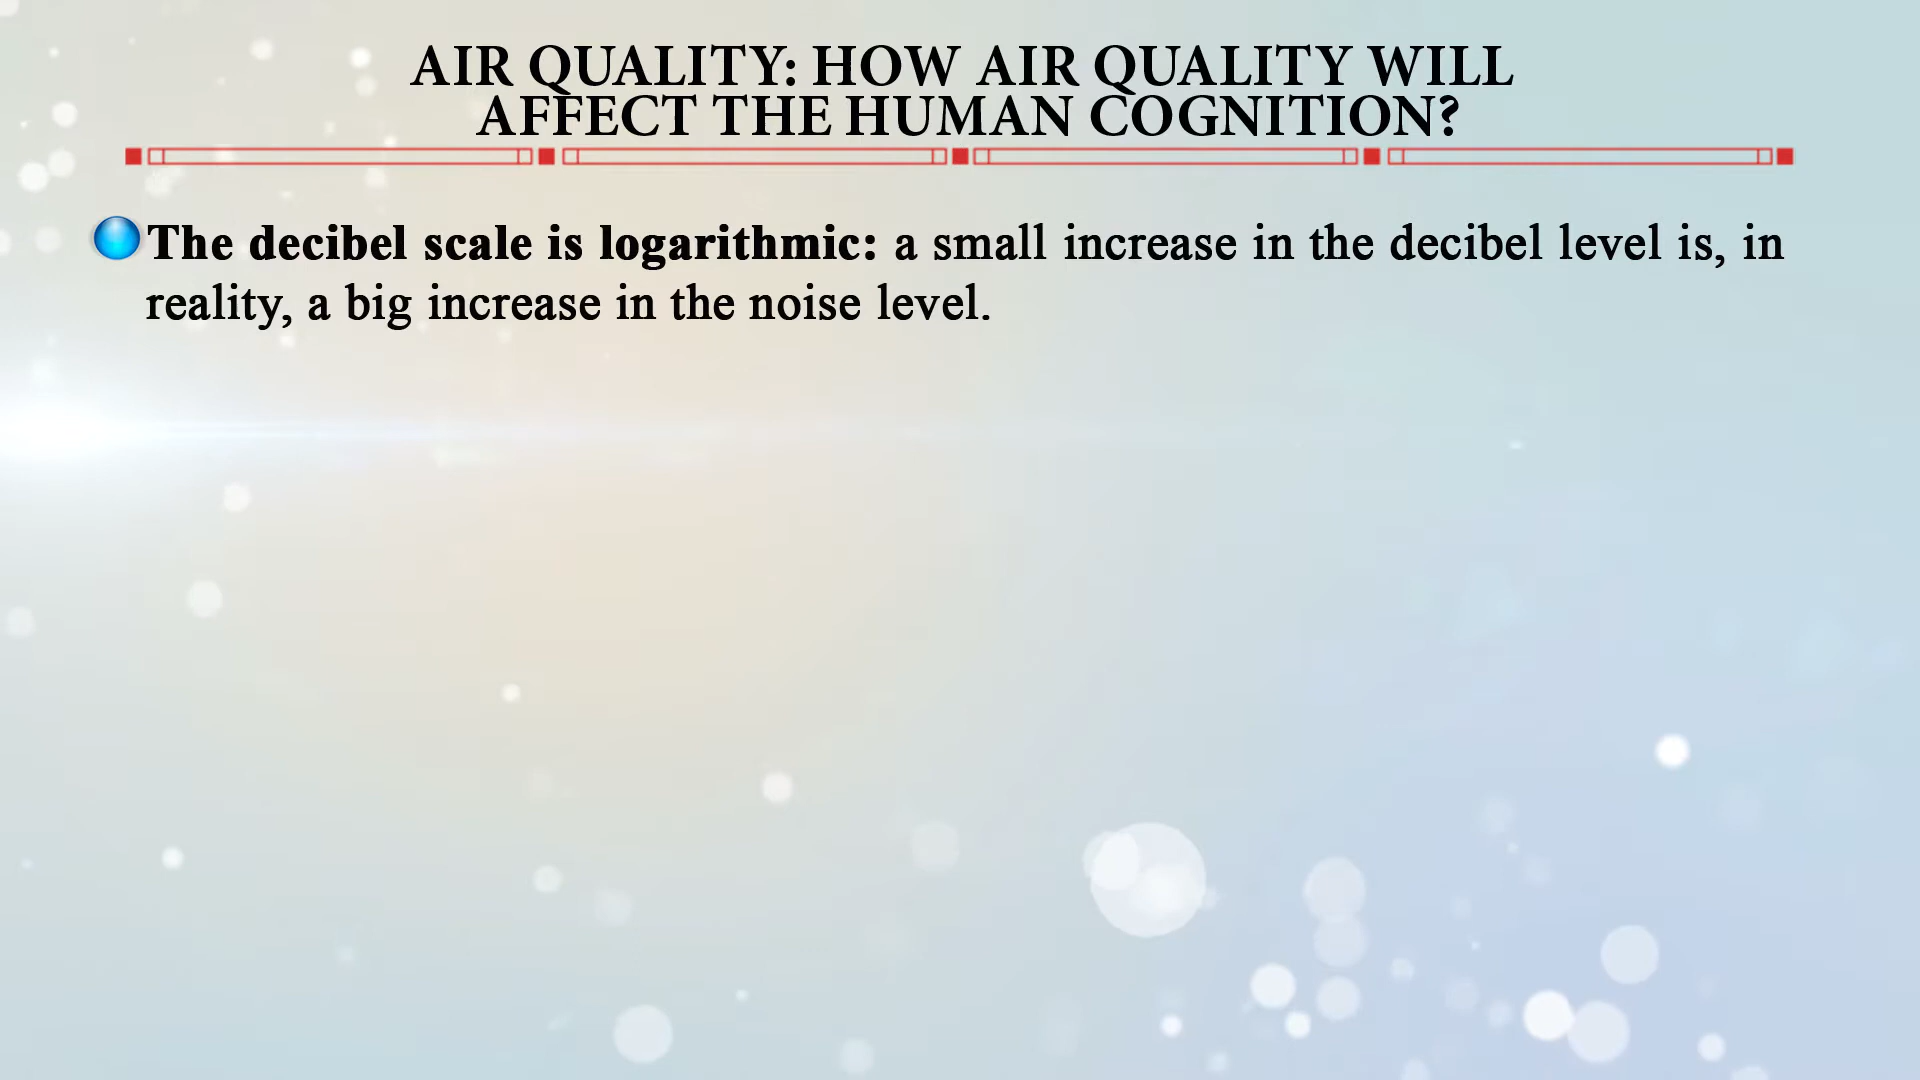 AIR QUALITY: HOW AIR QUALITY WILL
AFFECT THE HUMAN COGNITION?
The decibel scale is logarithmic: a small increase in the decibel level is, in
reality, a big increase in the noise level.